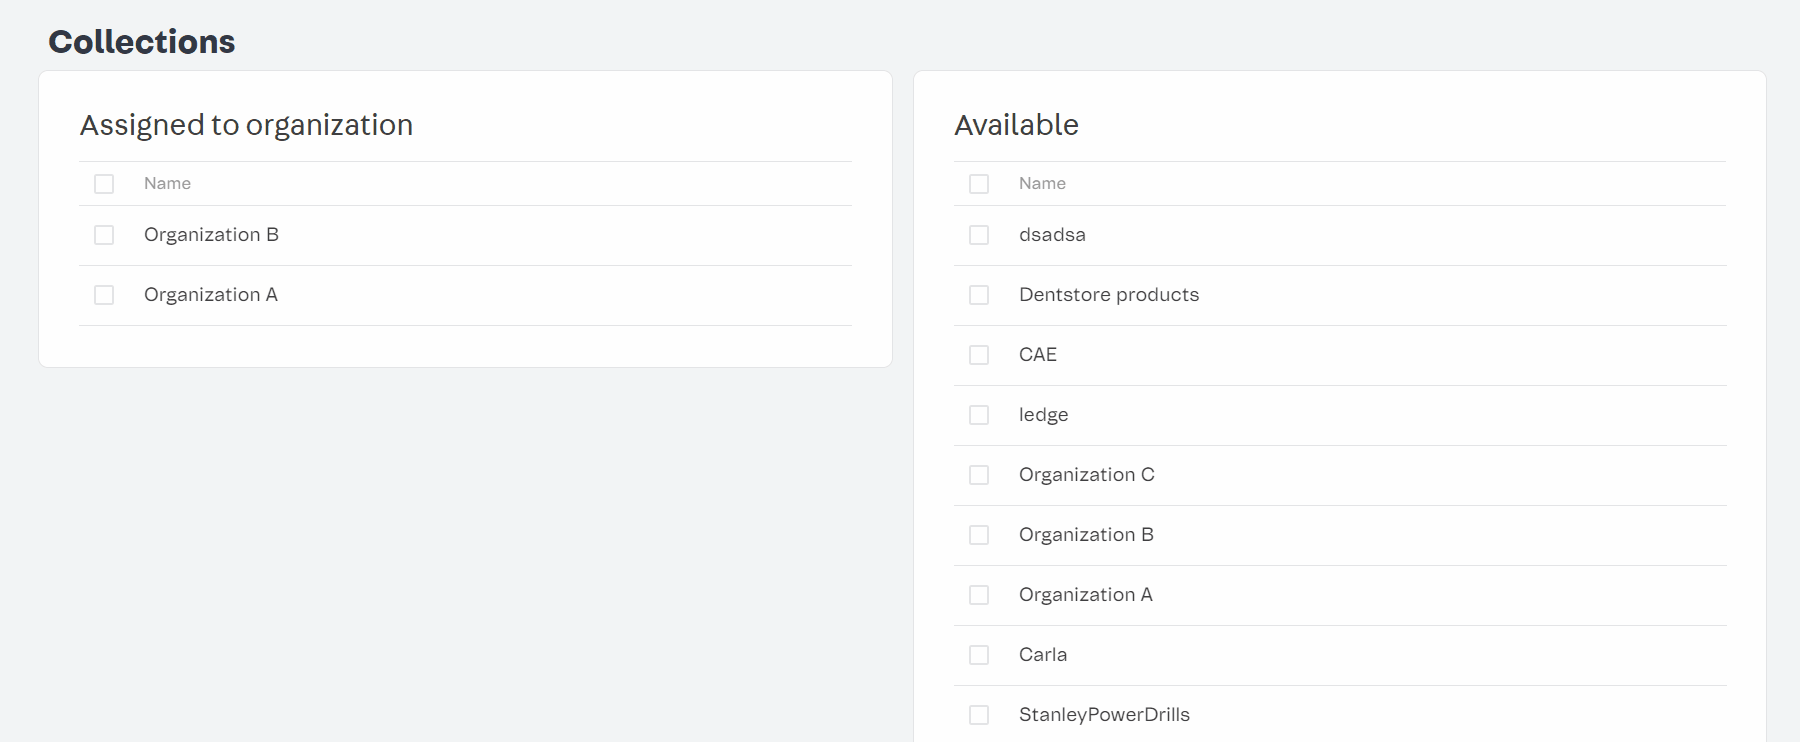 Collections
Assigned to organization
Name
Organization B
Organization A
Available
Name
dsadsa
Dentstore products
CAE
ledge
Organization C
Organization B
Organization A
Carla
StanleyPowerDrills